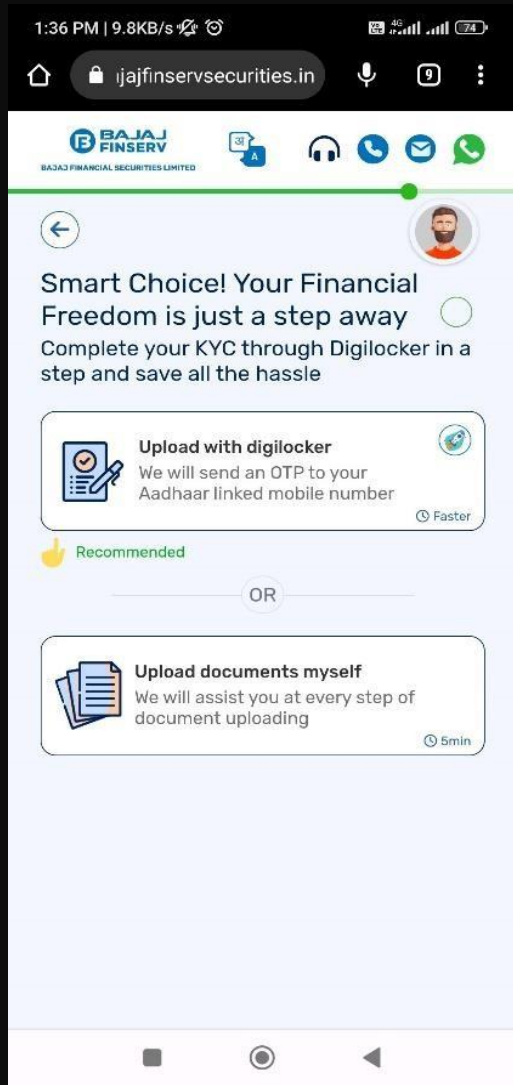 1:36 PM | 9.8KB/s
4G
74
ıjajfinservsecurities.in
9
BAJAJ
FINSERV
BAJAJ FINANCIAL SECURITIES LIMITED
अ
A
Smart Choice! Your Financial
Freedom is just a step away
Complete your KYC through Digilocker in a
step and save all the hassle
Upload with digilocker
We will send an OTP to your
Aadhaar linked mobile number
Faster
Recommended
OR
Upload documents myself
We will assist you at every step of
document uploading
5min